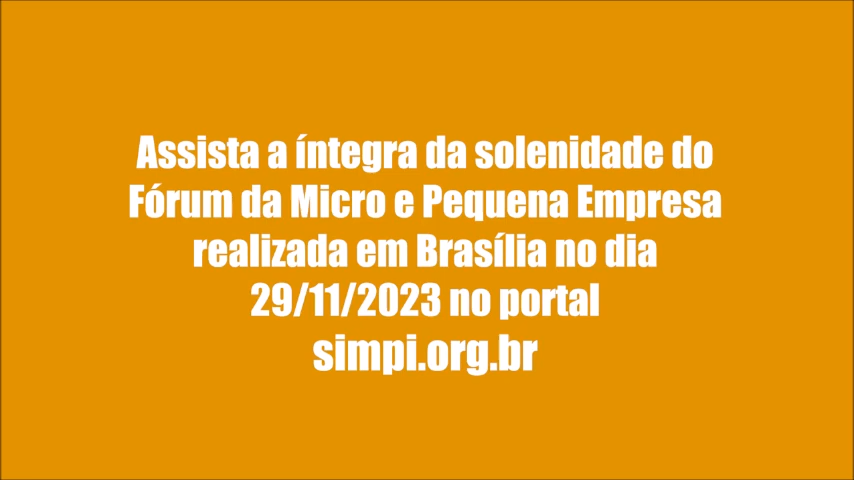 Assista a íntegra da solenidade do
Fórum da Micro e Pequena Empresa
realizada em Brasília no dia
29/11/2023 no portal
simpi.org.br